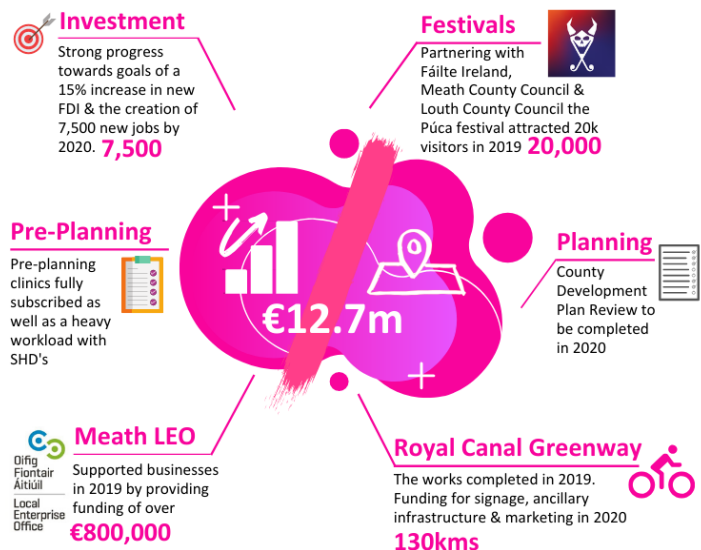 Investment
Strong progress
towards goals of a
15% increase in new
FDI & the creation of
7,500 new jobs by
2020. 7,500
Festivals
Partnering with
Fáilte Ireland,
Meath County Council &
Louth County Council the
Púca festival attracted 20k
visitors in 2019 20,000
Pre-Planning
Pre-planning
clinics fully
subscribed as
well as a heavy
workload with
SHD's
€12.7m
Planning
County
Development
Plan Review to
be completed
in 2020
Meath LEO
Oifig
Fiontair
Áitiúil
Local
Enterprise
Office
Supported businesses
in 2019 by providing
funding of over
€800,000
Royal Canal Greenway
The works completed in 2019.
Funding for signage, ancillary
infrastructure & marketing in 2020
130kms